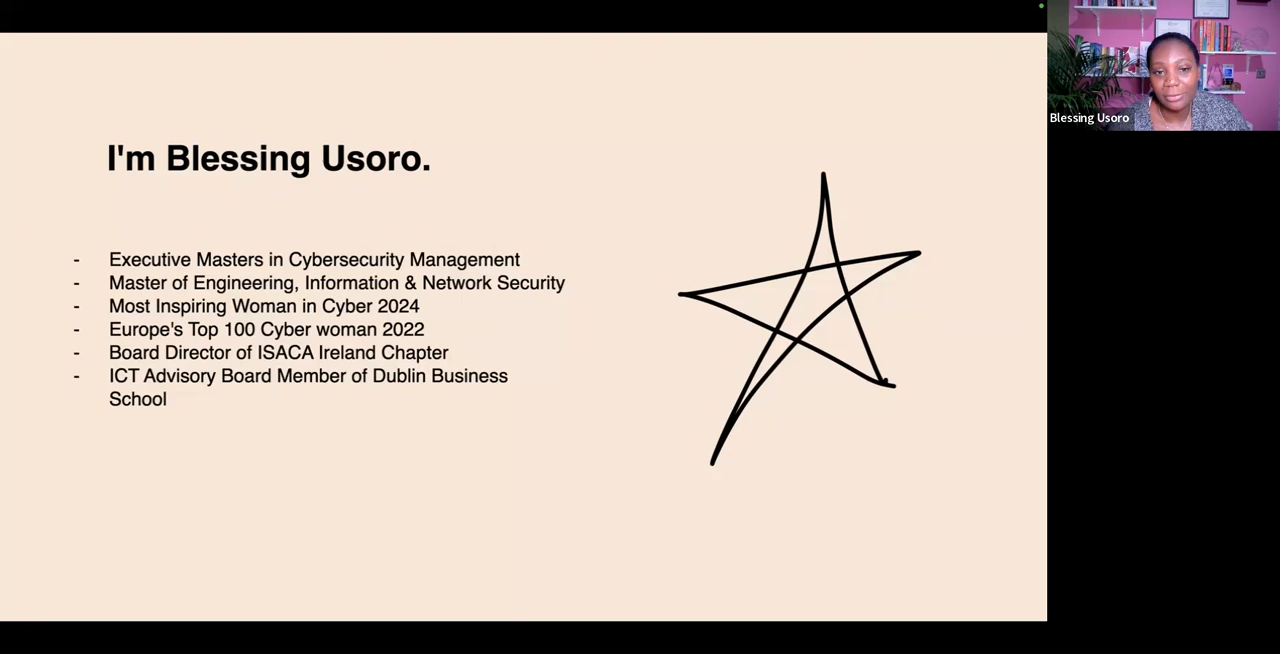 I'm Blessing Usoro.
- Executive Masters in Cybersecurity Management
- Master of Engineering, Information & Network Security
- Most Inspiring Woman in Cyber 2024
- Europe's Top 100 Cyber woman 2022
- Board Director of ISACA Ireland Chapter
- ICT Advisory Board Member of Dublin Business
School
Blessing Usoro